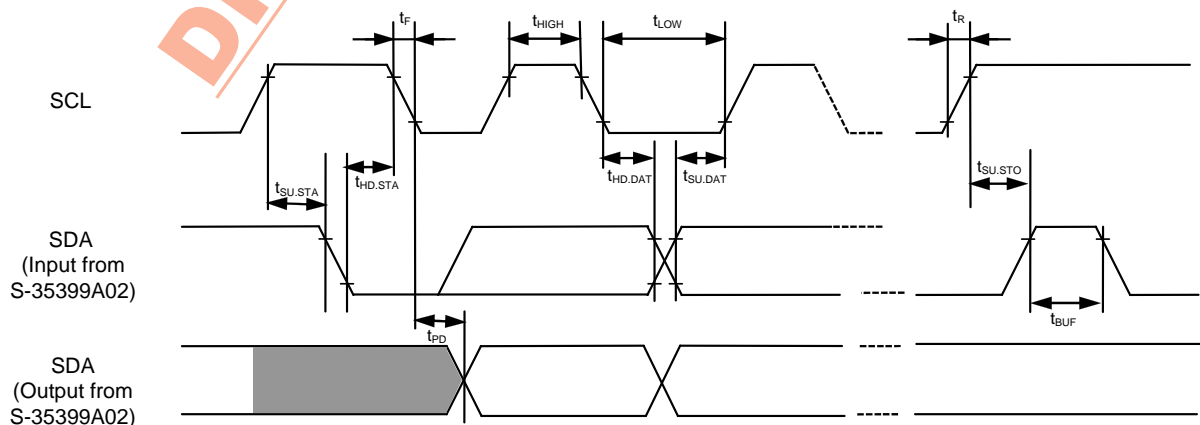 tF
tHIGH
tLOW
tR
SCL
tSU.STA
tHD.STA
tHD.DAT
tSU.DAT
tSU.STO
SDA
(Input from
S-35399A02)
tBUF
tPD
SDA
(Output from
S-35399A02)